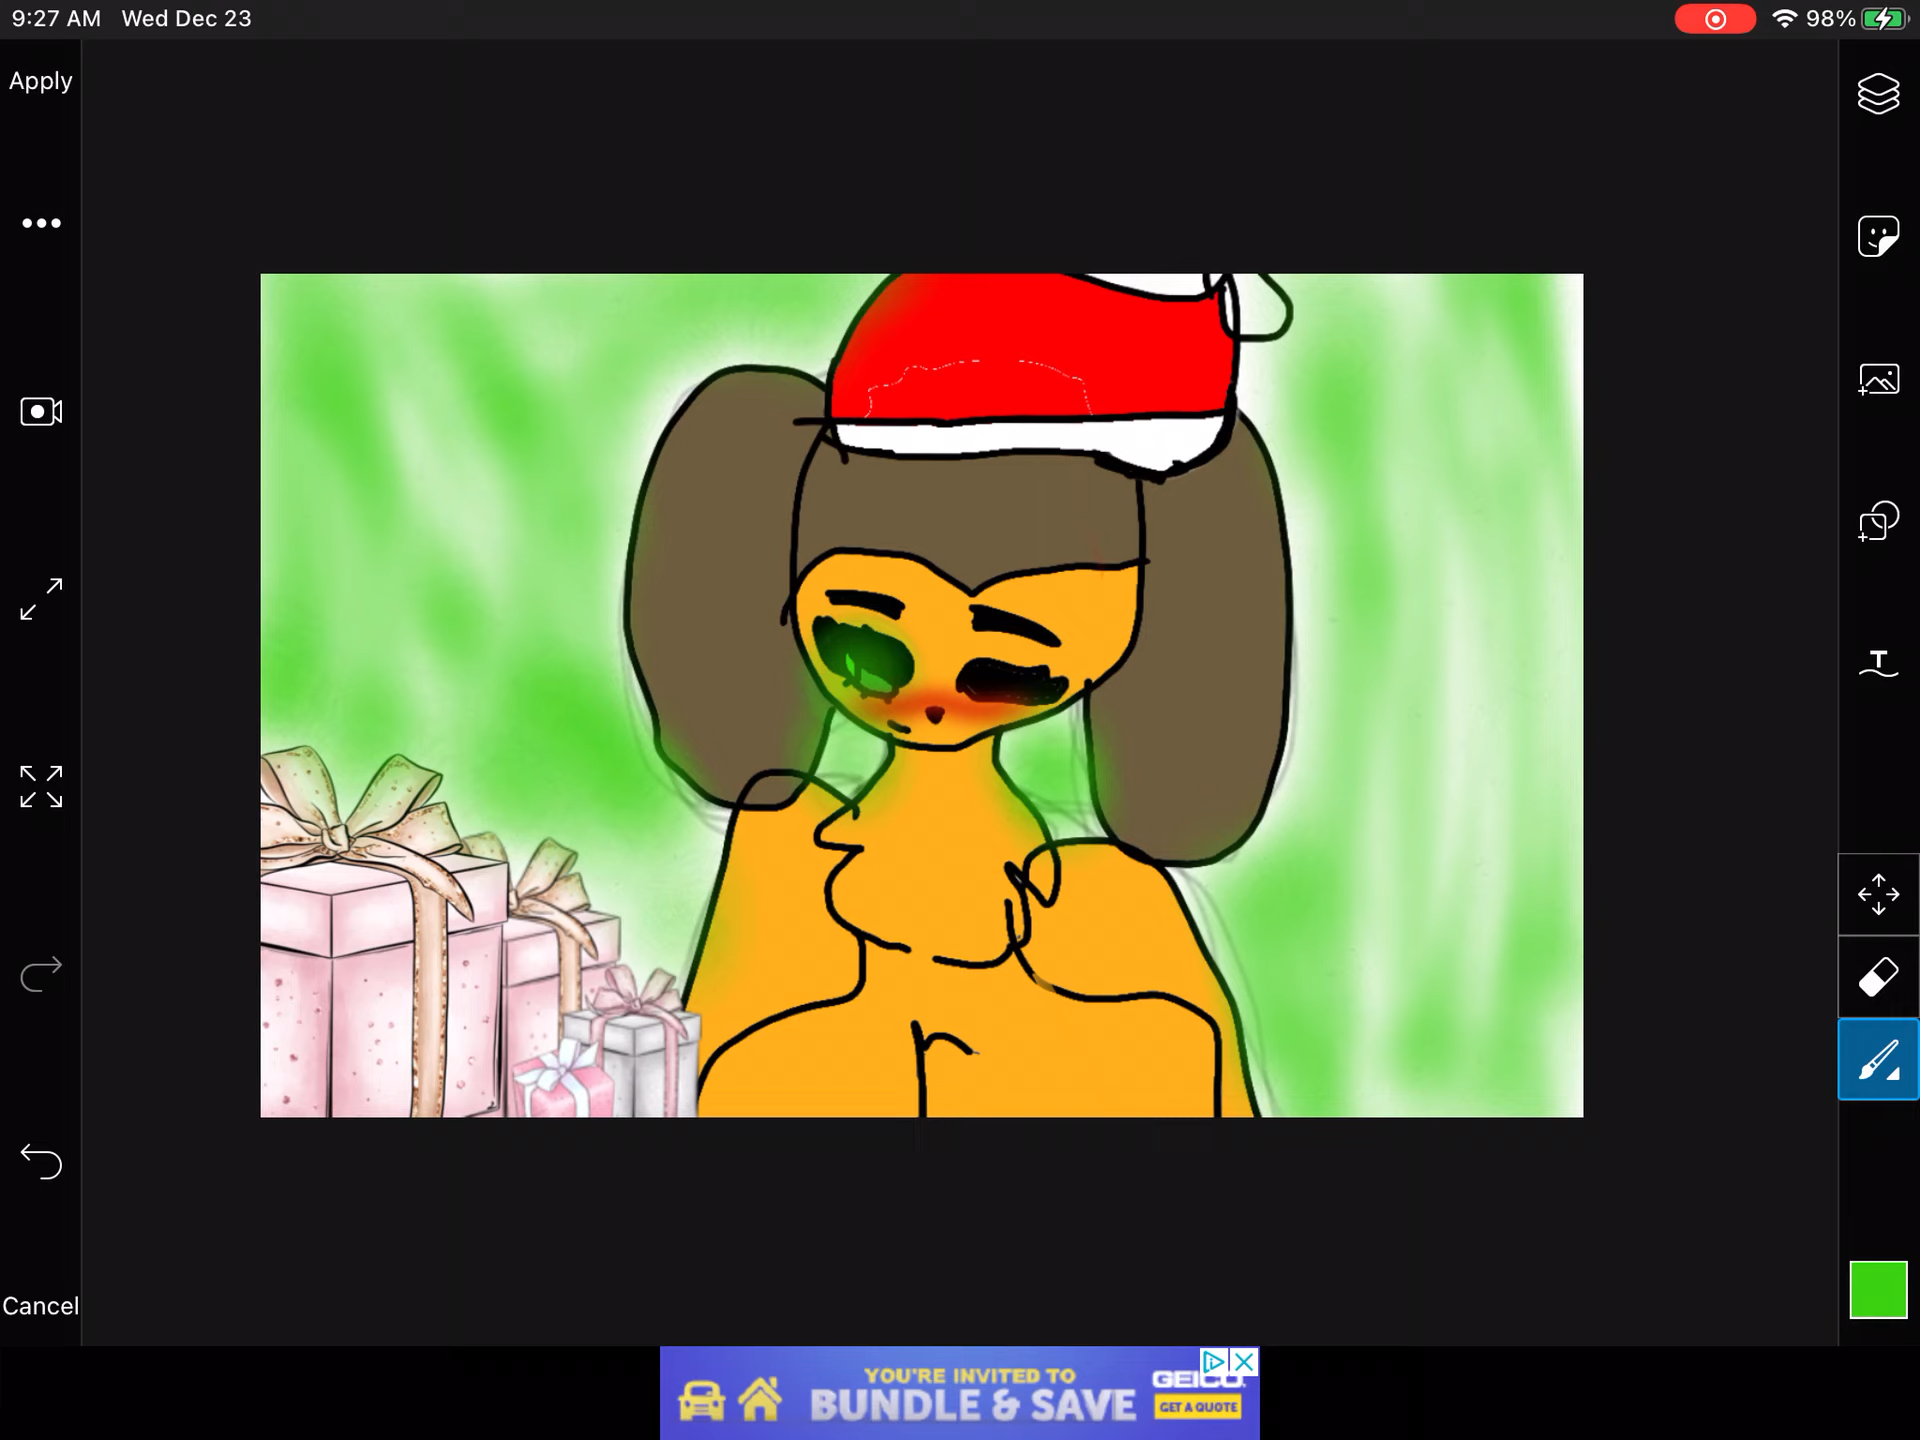 9:27 AM Wed Dec 23
98%
Apply
T
Cancel
YOU'RE INVITED TO
BUNDLE & SAVE
GEICO.
GET A QUOTE